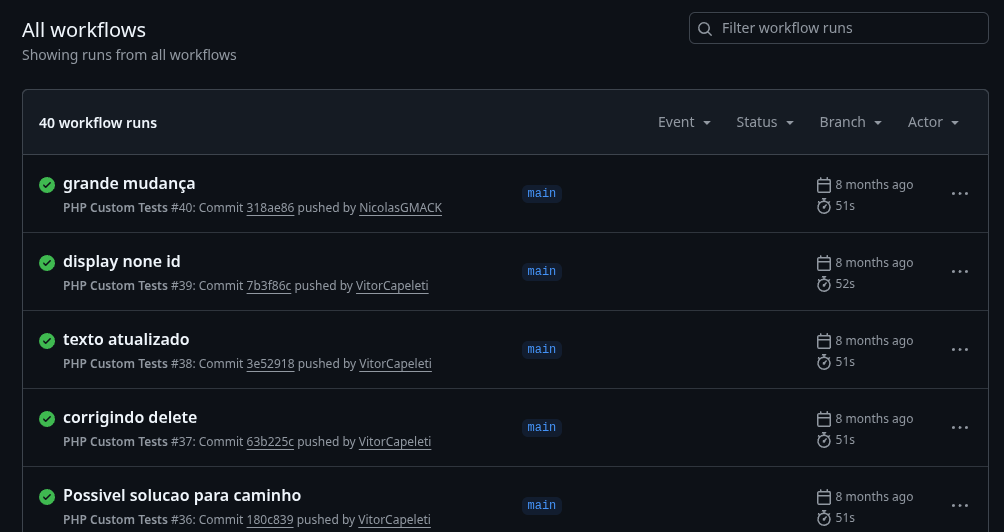 All workflows
Filter workflow runs
Showing runs from all workflows
40 workflow runs
Event
Status
Branch
Actor
grande mudança
PHP Custom Tests #40: Commit 318ae86 pushed by NicolasGMACK
main
8 months ago
51s
display none id
PHP Custom Tests #39: Commit 7b3f86c pushed by VitorCapeleti
main
8 months ago
52s
texto atualizado
PHP Custom Tests #38: Commit 3e52918 pushed by VitorCapeleti
main
8 months ago
51s
corrigindo delete
PHP Custom Tests #37: Commit 63b225c pushed by VitorCapeleti
main
8 months ago
51s
Possivel solucao para caminho
PHP Custom Tests #36: Commit 180c839 pushed by VitorCapeleti
main
8 months ago
51s